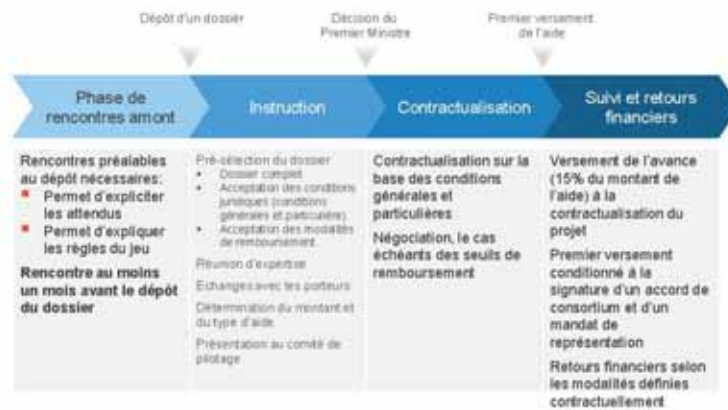 Dépôt d'un dossier
Décision du
Premier Ministre
Premier versement
de l'aide
Phase de
rencontres amont
Instruction
Contractualisation
Suivi et retours
financiers
Rencontres préalables
au dépôt nécessaires:
Permet d'expliciter
les attendus
Permet d'expliquer
les règles du jeu
Rencontre au moins
un mois avant le dépôt
du dossier
Pré-sélection du dossier
Dossier complet
Acceptation des conditions
juridiques (conditions
générales et particulière)
Acceptation des modalités
de remboursement
Réunion d'expertise
Echanges avec les porteurs
Détermination du montant et
du type d'aide
Présentation au comité de
pilotage
Contractualisation sur la
base des conditions
générales et
particulières
Négociation, le cas
échéants des seuils de
remboursement
Versement de l'avance
(15% du montant de
l'aide) à la
contractualisation du
projet
Premier versement
conditionné à la
signature d'un accord de
consortium et d'un
mandat de
représentation
Retours financiers selon
les modalités définies
contractuellement